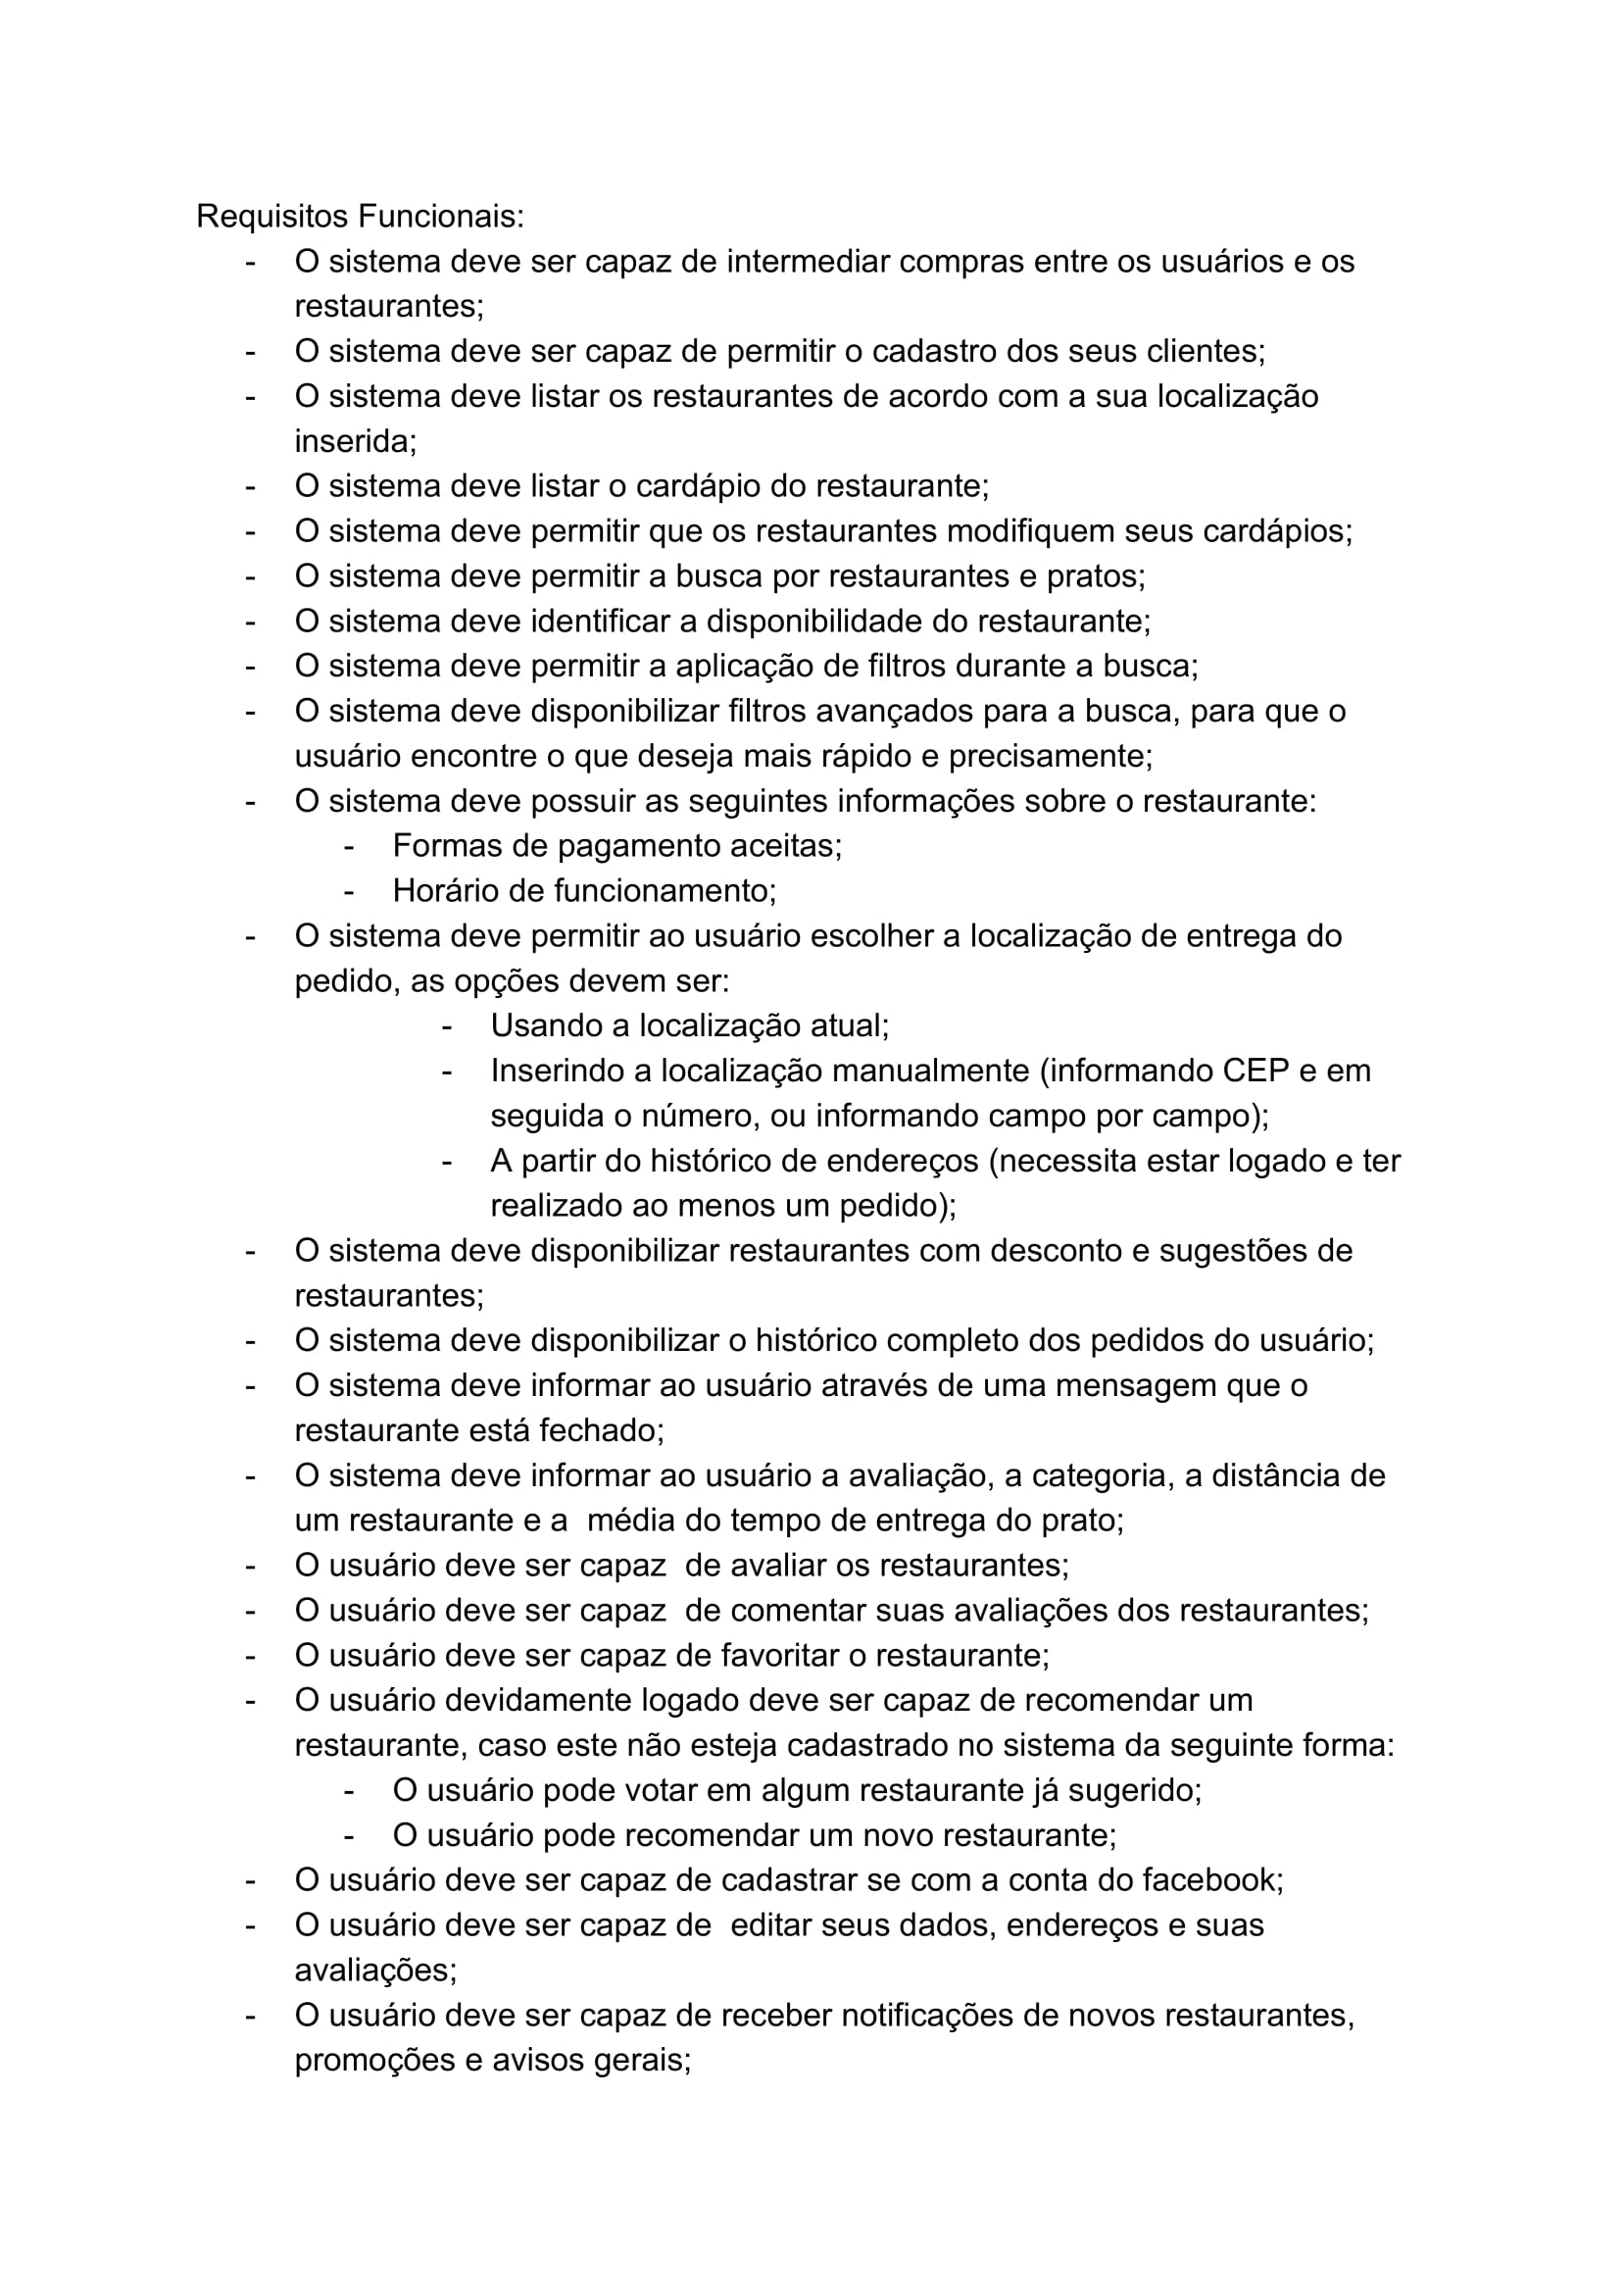 Requisitos Funcionais:
- O sistema deve ser capaz de intermediar compras entre os usuários e os
restaurantes;
- O sistema deve ser capaz de permitir o cadastro dos seus clientes;
- O sistema deve listar os restaurantes de acordo com a sua localização
inserida;
- O sistema deve listar o cardápio do restaurante;
- O sistema deve permitir que os restaurantes modifiquem seus cardápios;
- O sistema deve permitir a busca por restaurantes e pratos;
- O sistema deve identificar a disponibilidade do restaurante;
- O sistema deve permitir a aplicação de filtros durante a busca;
- O sistema deve disponibilizar filtros avançados para a busca, para que o
usuário encontre o que deseja mais rápido e precisamente;
- O sistema deve possuir as seguintes informações sobre o restaurante:
- Formas de pagamento aceitas;
- Horário de funcionamento;
- O sistema deve permitir ao usuário escolher a localização de entrega do
pedido, as opções devem ser:
- Usando a localização atual;
- Inserindo a localização manualmente (informando CEP e em
seguida o número, ou informando campo por campo);
- A partir do histórico de endereços (necessita estar logado e ter
realizado ao menos um pedido);
- O sistema deve disponibilizar restaurantes com desconto e sugestões de
restaurantes;
- O sistema deve disponibilizar o histórico completo dos pedidos do usuário;
- O sistema deve informar ao usuário através de uma mensagem que o
restaurante está fechado;
- O sistema deve informar ao usuário a avaliação, a categoria, a distância de
um restaurante e a  média do tempo de entrega do prato;
- O usuário deve ser capaz  de avaliar os restaurantes;
- O usuário deve ser capaz  de comentar suas avaliações dos restaurantes;
- O usuário deve ser capaz de favoritar o restaurante;
- O usuário devidamente logado deve ser capaz de recomendar um
restaurante, caso este não esteja cadastrado no sistema da seguinte forma:
- O usuário pode votar em algum restaurante já sugerido;
- O usuário pode recomendar um novo restaurante;
- O usuário deve ser capaz de cadastrar se com a conta do facebook;
- O usuário deve ser capaz de  editar seus dados, endereços e suas
avaliações;
- O usuário deve ser capaz de receber notificações de novos restaurantes,
promoções e avisos gerais;